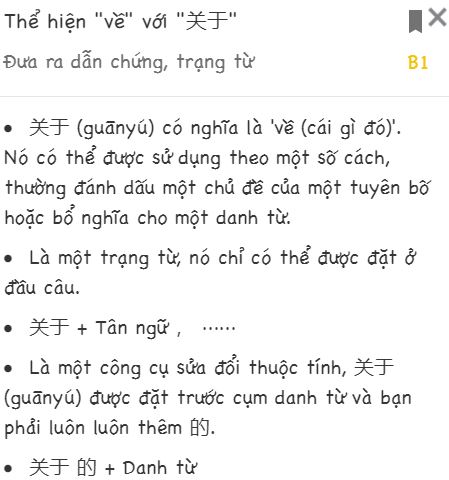 Thể hiện "về" với "关于"
Đưa ra dẫn chứng, trạng từ
B1
• 关于 (guānyú) có nghĩa là 'về (cái gì đó)'.
Nó có thể được sử dụng theo một số cách,
thường đánh dấu một chủ đề của một tuyên bố
hoặc bổ nghĩa cho một danh từ.
• Là một trạng từ, nó chỉ có thể được đặt ở
đầu câu.
• 关于 + Tân ngữ ， ……
• Là một công cụ sửa đổi thuộc tính, 关于
(guānyú) được đặt trước cụm danh từ và bạn
phải luôn luôn thêm 的.
• 关于 的 + Danh từ